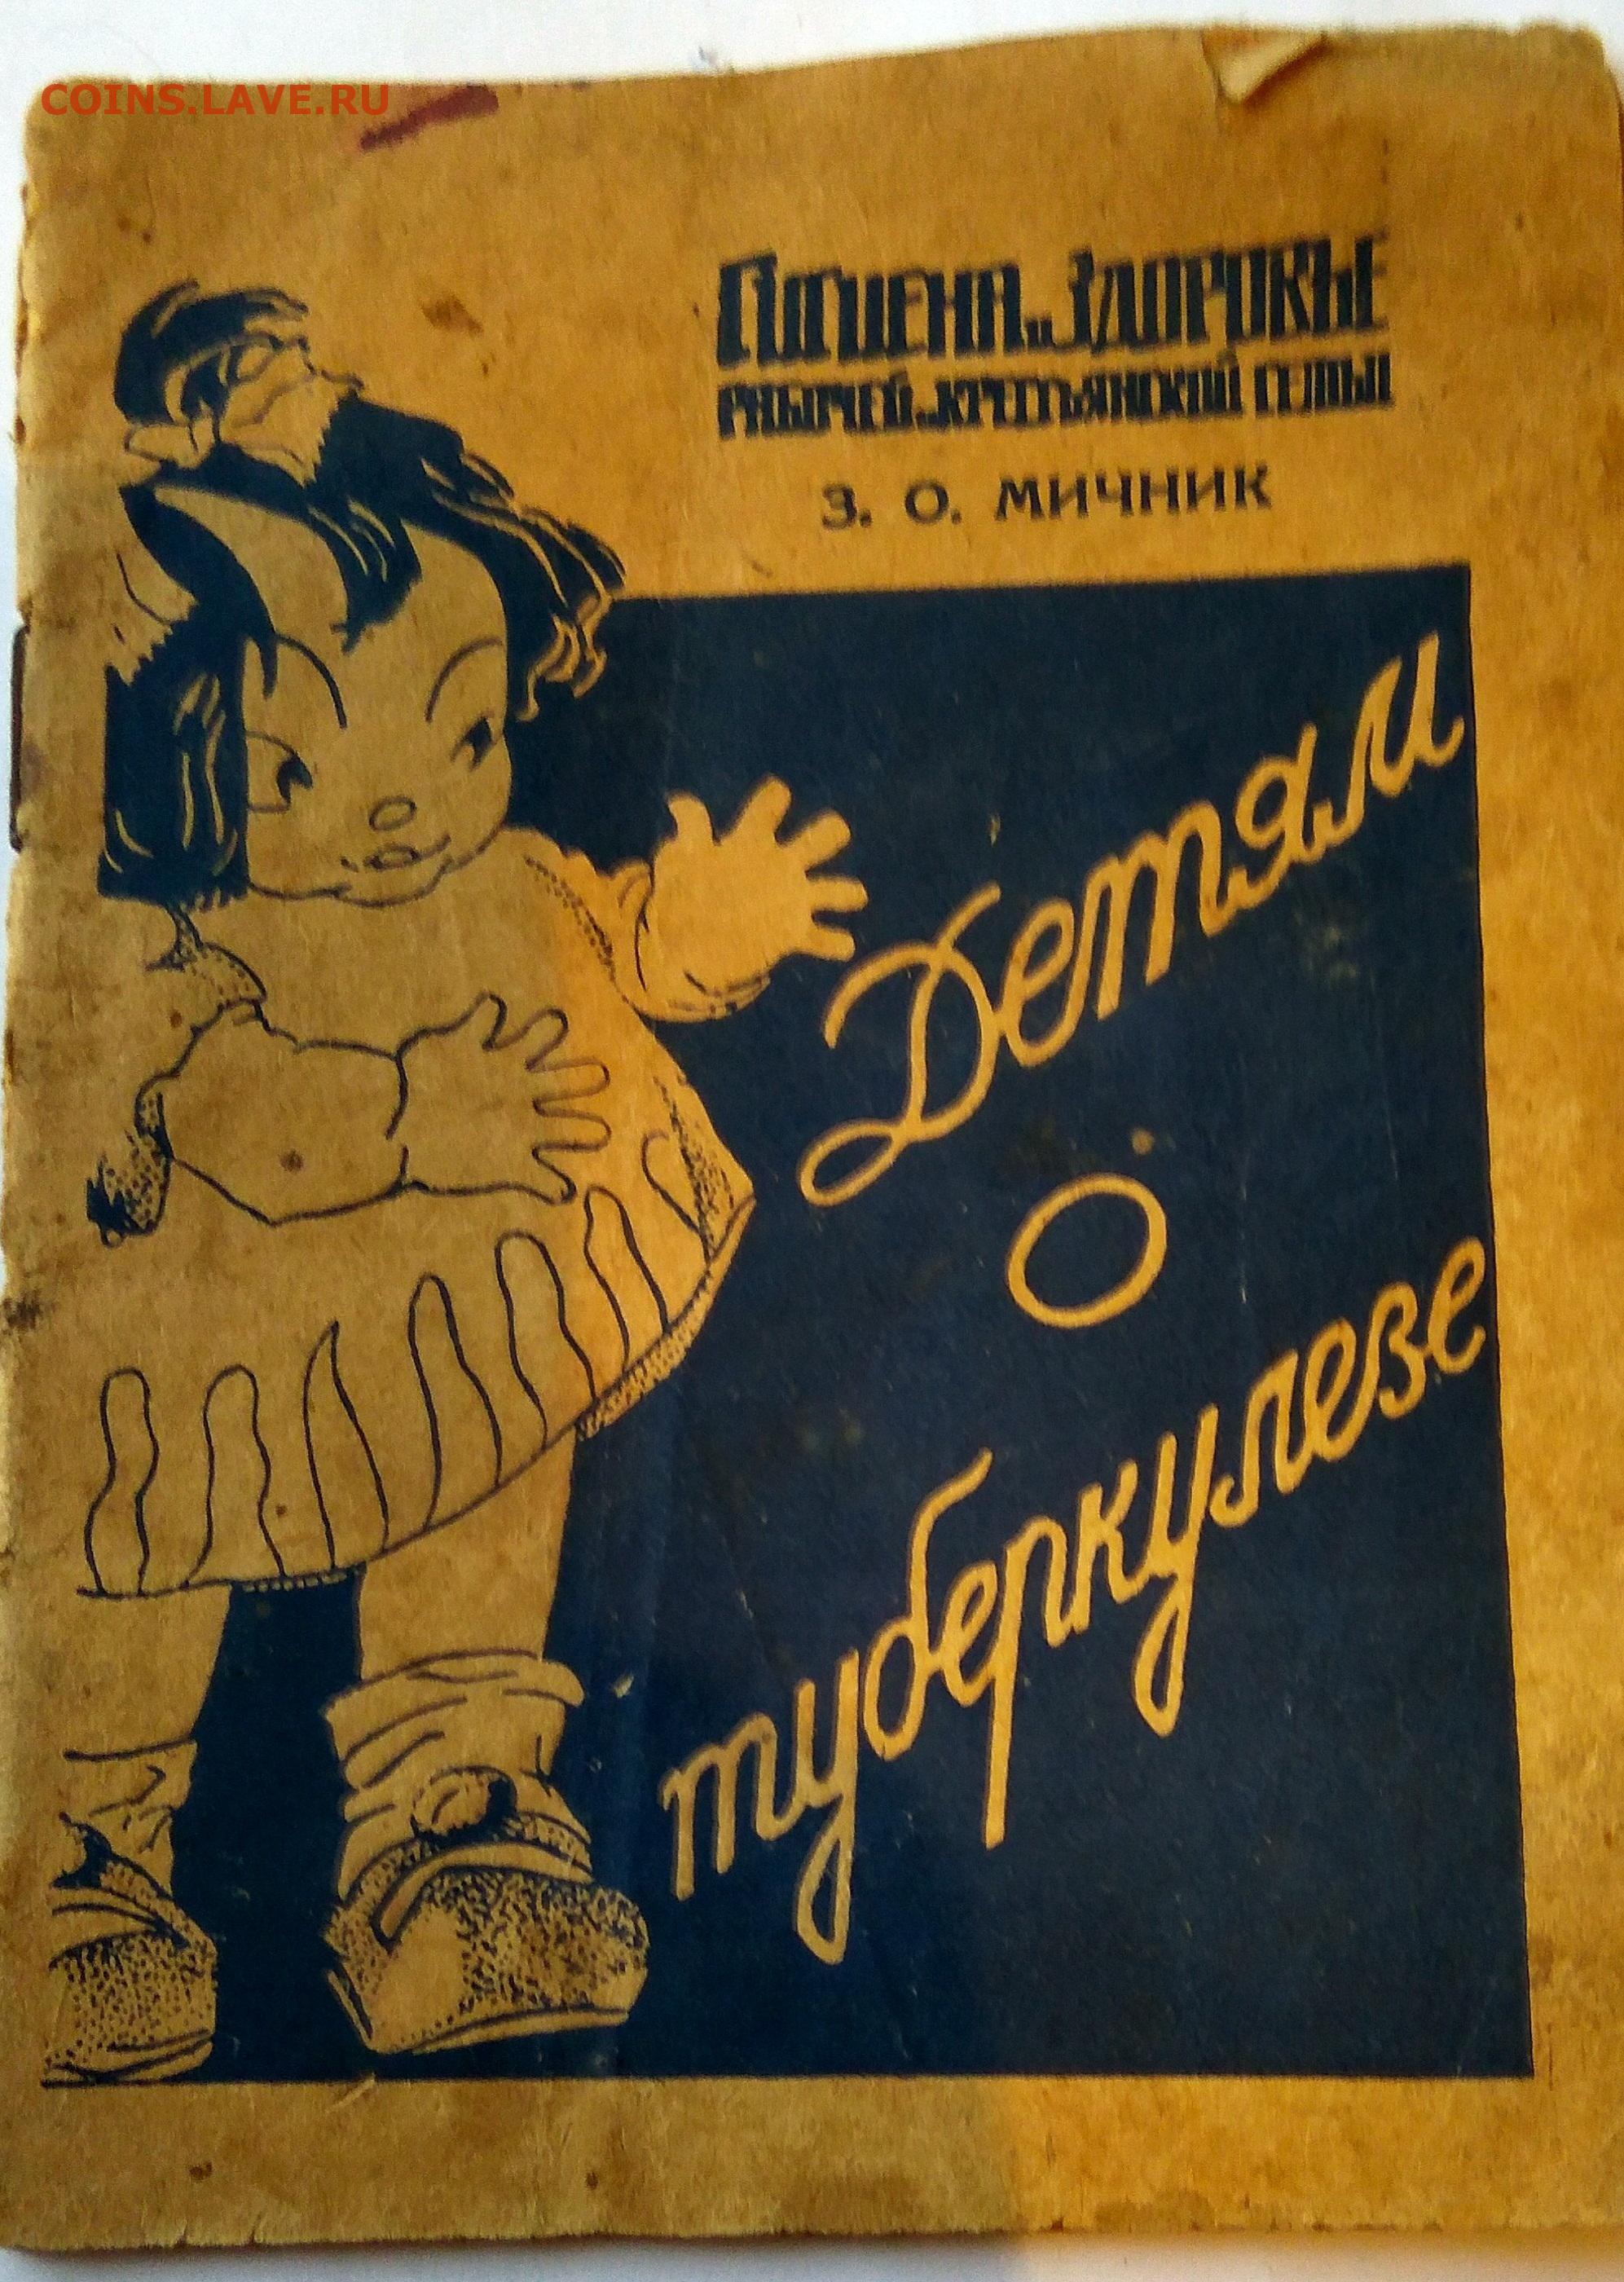 COINS.LAVE.RU
ГИГИЕНА и ЗДОРОВЬЕ
РАБОЧЕЙ и КРЕСТЬЯНСКОЙ СЕМЬИ
З. О. МИЧНИК
Детям
о
туберкулезе